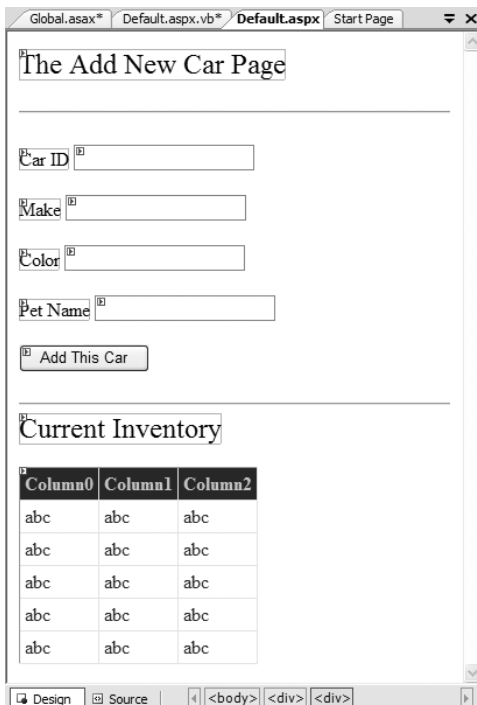 Global.asax* Default.aspx.vb* Default.aspx Start Page
The Add New Car Page
Car ID
Make
Color
Pet Name
Add This Car
Current Inventory
Column0 Column1 Column2
abc abc abc
abc abc abc
abc abc abc
abc abc abc
abc abc abc
Design Source <body> <div> <div>